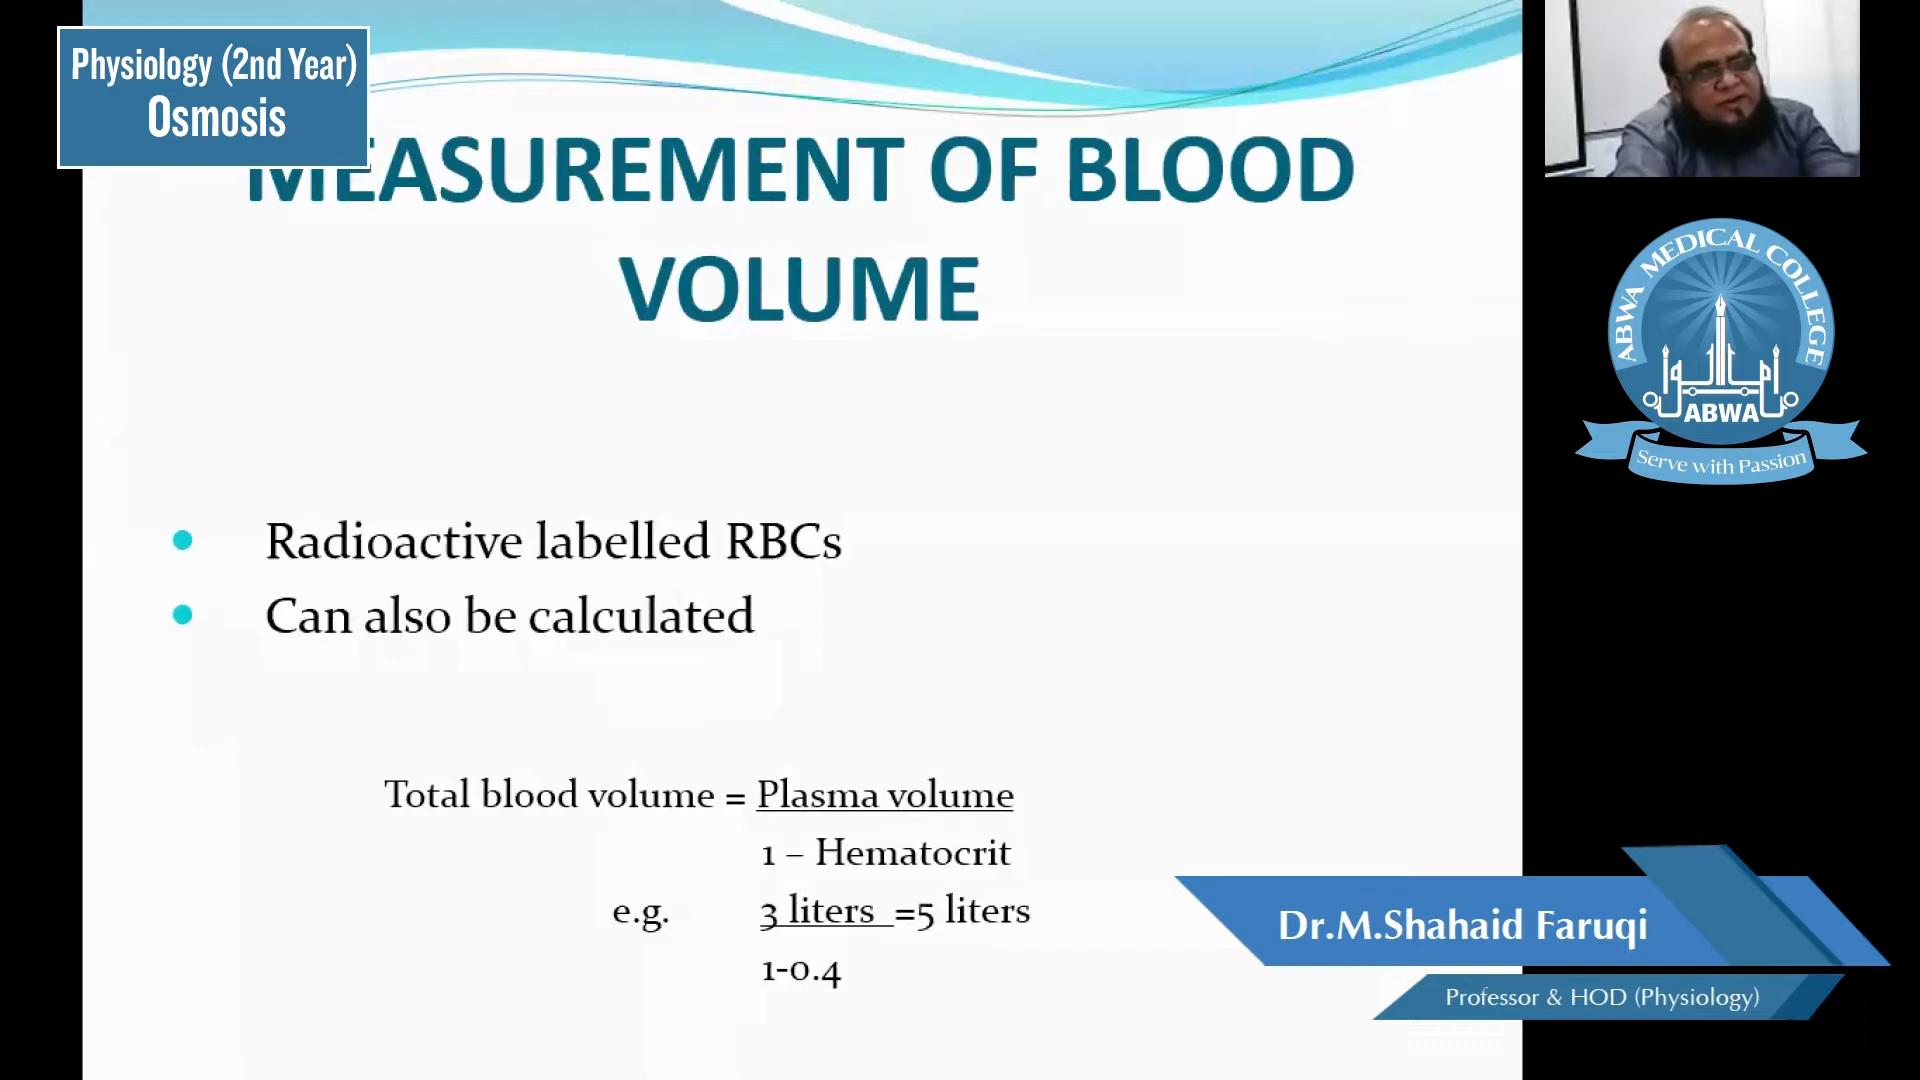 Physiology (2nd Year)
Osmosis
MEASUREMENT OF BLOOD
VOLUME
• Radioactive labelled RBCs
• Can also be calculated
Total blood volume = Plasma volume
1 – Hematocrit
e.g. 3 liters =5 liters
1-0.4
ABWA MEDICAL COLLEGE
ABWA
Serve with Passion
Dr.M.Shahaid Faruqi
Professor & HOD (Physiology)